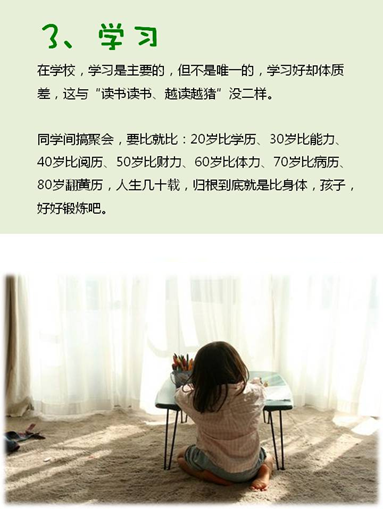 3、学习
在学校，学习是主要的，但不是唯一的，学习好却体质
差，这与“读书读书、越读越猪”没二样。
同学间搞聚会，要比就比：20岁比学历、30岁比能力、
40岁比阅历、50岁比财力、60岁比体力、70岁比病历、
80岁翻黄历，人生几十载，归根到底就是比身体，孩子，
好好锻炼吧。